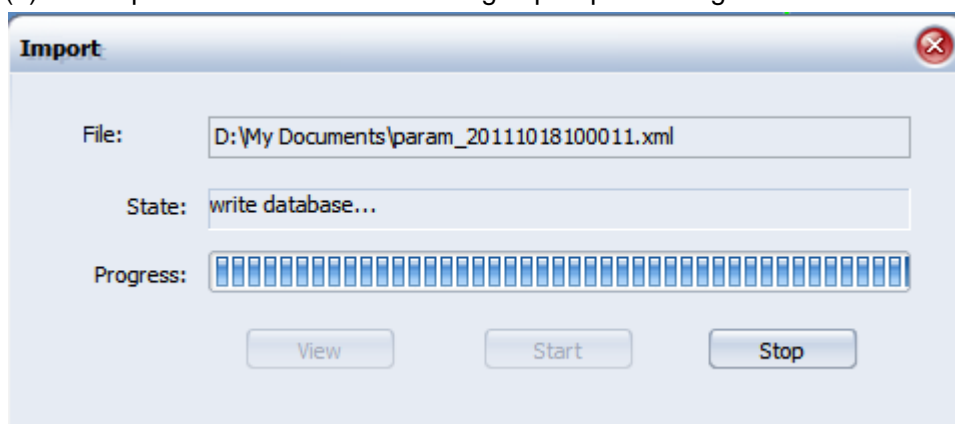 Import
File: D:\My Documents\param_20111018100011.xml
State: write database...
Progress:
View Start Stop